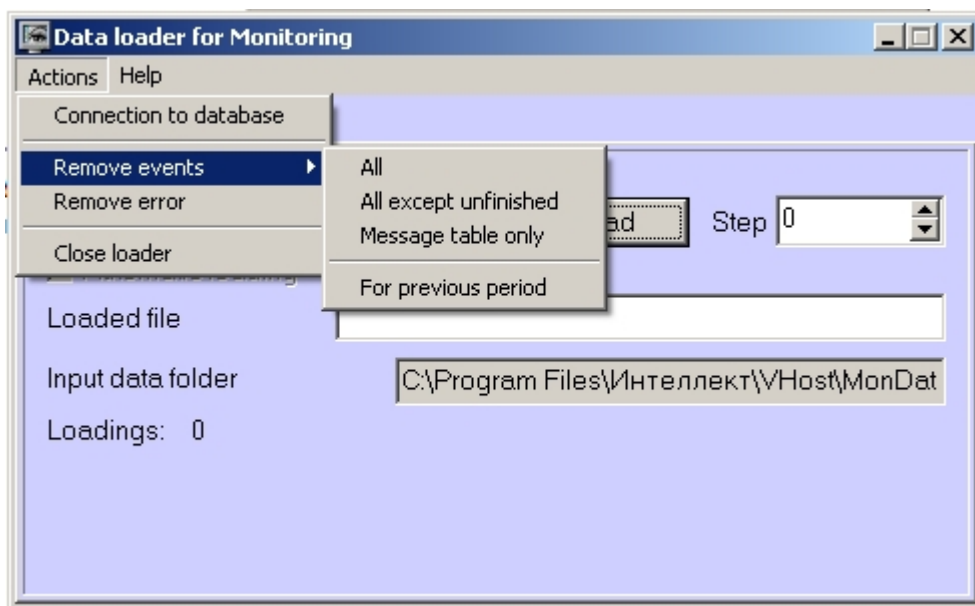 Data loader for Monitoring
Actions Help
Connection to database
Remove events
Remove error
Close loader
All
All except unfinished
Message table only
For previous period
Step 0
Loaded file
Input data folder C:\Program Files\Интеллект\VHost\MonDat
Loadings: 0